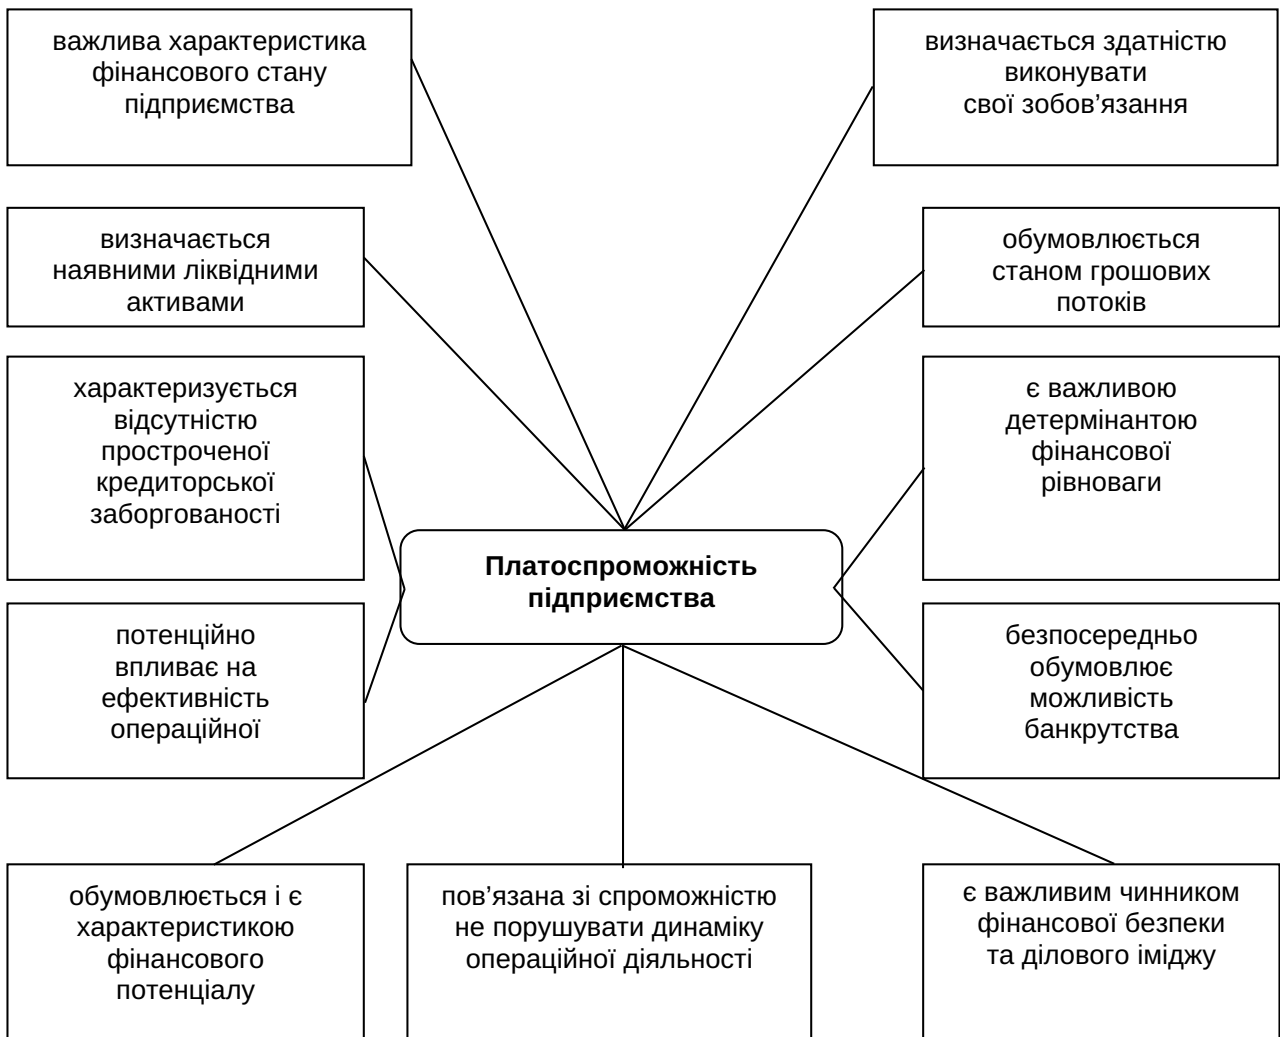 важлива характеристика
фінансового стану
підприємства
визначається здатністю
виконувати
свої зобов’язання
визначається
наявними ліквідними
активами
обумовлюється
станом грошових
потоків
характеризується
відсутністю
простроченої
кредиторської
заборгованості
є важливою
детермінантою
фінансової
рівноваги
Платоспроможність
підприємства
потенційно
впливає на
ефективність
операційної
безпосередньо
обумовлює
можливість
банкрутства
обумовлюється і є
характеристикою
фінансового
потенціалу
пов’язана зі спроможністю
не порушувати динаміку
операційної діяльності
є важливим чинником
фінансової безпеки
та ділового іміджу